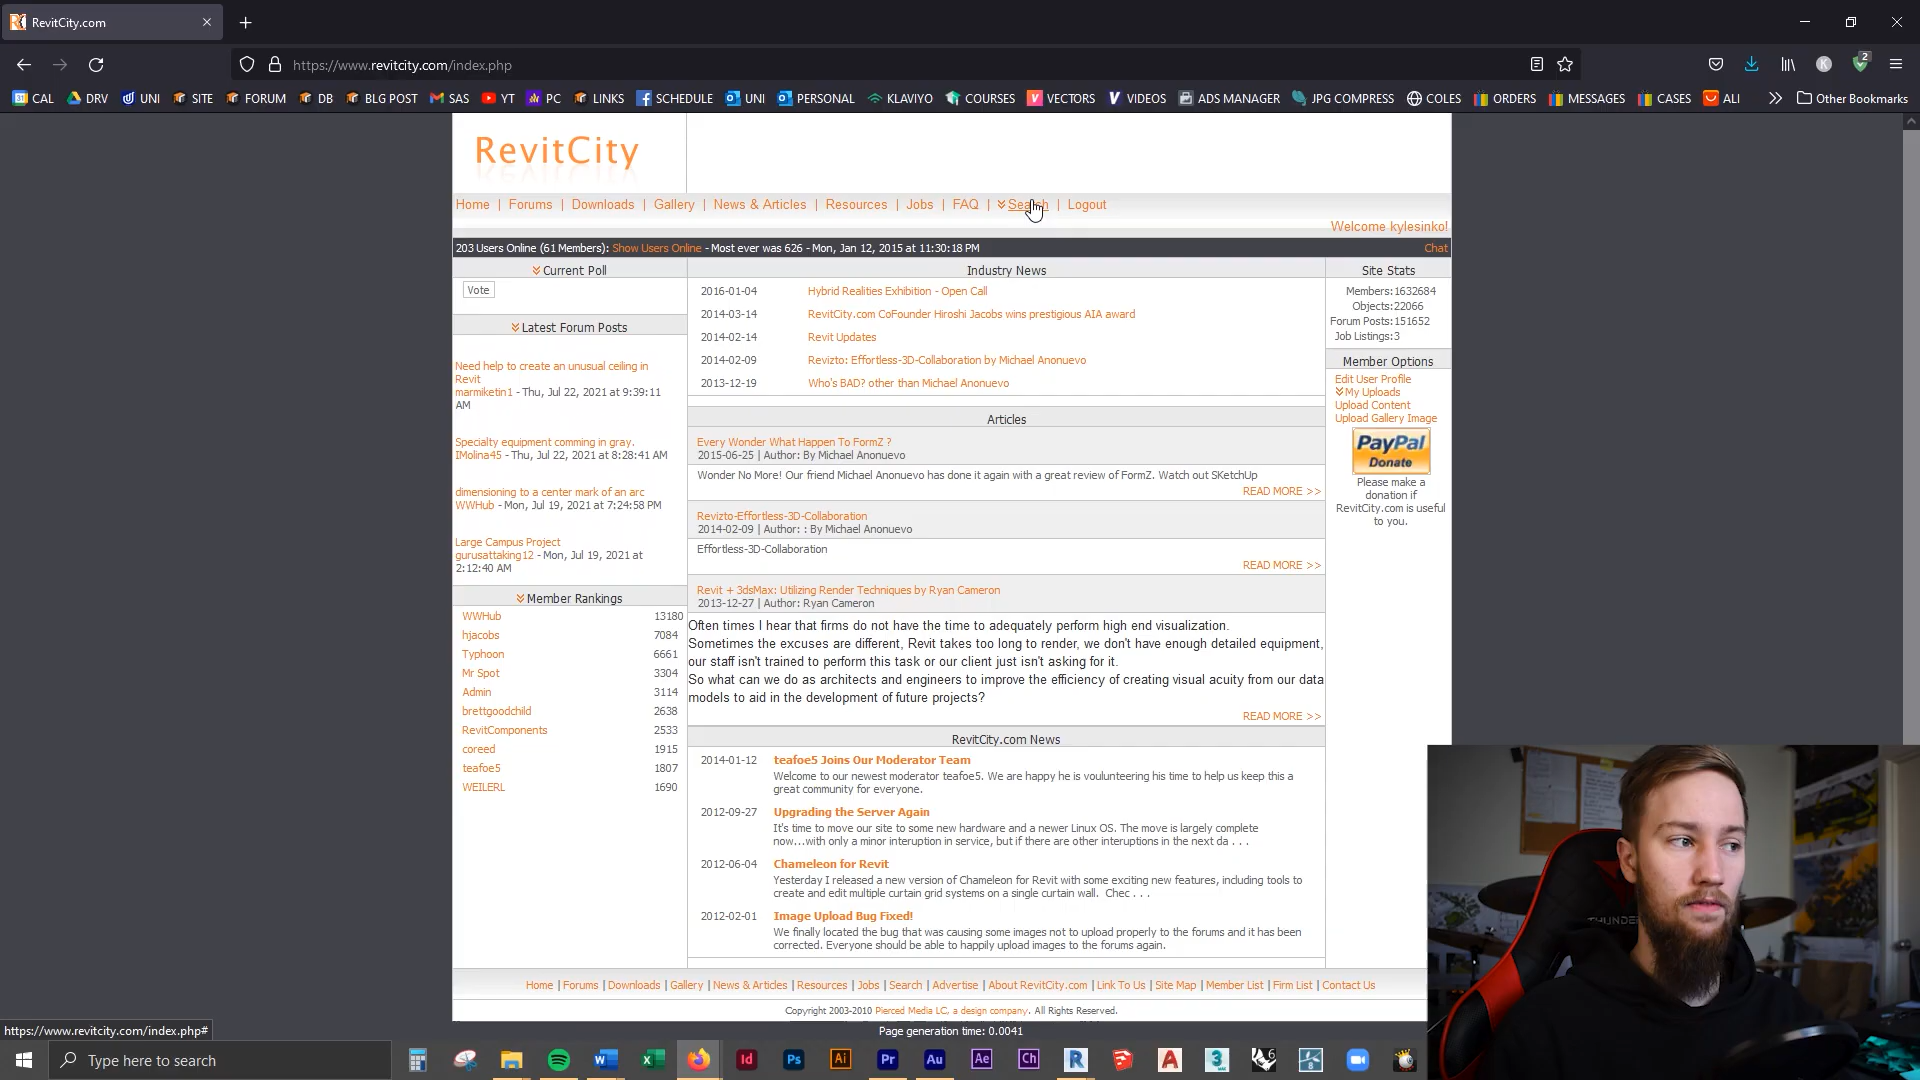 RevitCity.com
https://www.revitcity.com/index.php
2
CAL DRV UNI SITE FORUM DB BLG POST SAS YT PC LINKS SCHEDULE UNI PERSONAL KLAVIYO COURSES VECTORS VIDEOS ADS MANAGER JPG COMPRESS COLES ORDERS MESSAGES CASES ALI Other Bookmarks
RevitCity
Home | Forums | Downloads | Gallery | News & Articles | Resources | Jobs | FAQ | Search | Logout
Welcome kylesinko!
203 Users Online (61 Members): Show Users Online - Most ever was 626 - Mon, Jan 12, 2015 at 11:30:18 PM Chat
Current Poll
Vote
Latest Forum Posts
Need help to create an unusual ceiling in
Revit
marmiketin1 - Thu, Jul 22, 2021 at 9:39:11
AM
Specialty equipment comming in gray.
IMolina45 - Thu, Jul 22, 2021 at 8:28:41 AM
dimensioning to a center mark of an arc
WWHub - Mon, Jul 19, 2021 at 7:24:58 PM
Large Campus Project
gurusattaking12 - Mon, Jul 19, 2021 at
2:12:40 AM
Member Rankings
WWHub 13180
hjacobs 7084
Typhoon 6661
Mr Spot 3304
Admin 3114
brettgoodchild 2638
RevitComponents 2533
coreed 1915
teafoe5 1807
WEILERL 1690
Industry News
2016-01-04 Hybrid Realities Exhibition - Open Call
2014-03-14 RevitCity.com CoFounder Hiroshi Jacobs wins prestigious AIA award
2014-02-14 Revit Updates
2014-02-09 Revizto: Effortless-3D-Collaboration by Michael Anonuevo
2013-12-19 Who's BAD? other than Michael Anonuevo
Articles
Every Wonder What Happen To FormZ ?
2015-06-25 | Author: By Michael Anonuevo
Wonder No More! Our friend Michael Anonuevo has done it again with a great review of FormZ. Watch out SKetchUp
READ MORE >>
Revizto-Effortless-3D-Collaboration
2014-02-09 | Author: : By Michael Anonuevo
Effortless-3D-Collaboration
READ MORE >>
Revit + 3dsMax: Utilizing Render Techniques by Ryan Cameron
2013-12-27 | Author: Ryan Cameron
Often times I hear that firms do not have the time to adequately perform high end visualization.
Sometimes the excuses are different, Revit takes too long to render, we don't have enough detailed equipment,
our staff isn't trained to perform this task or our client just isn't asking for it.
So what can we do as architects and engineers to improve the efficiency of creating visual acuity from our data
models to aid in the development of future projects?
READ MORE >>
RevitCity.com News
2014-01-12 teafoe5 Joins Our Moderator Team
Welcome to our newest moderator teafoe5. We are happy he is voulunteering his time to help us keep this a
great community for everyone.
2012-09-27 Upgrading the Server Again
It's time to move our site to some new hardware and a newer Linux OS. The move is largely complete
now...with only a minor interuption in service, but if there are other interuptions in the next da . . .
2012-06-04 Chameleon for Revit
Yesterday I released a new version of Chameleon for Revit with some exciting new features, including tools to
create and edit multiple curtain grid systems on a single curtain wall. Chec . . .
2012-02-01 Image Upload Bug Fixed!
We finally located the bug that was causing some images not to upload properly to the forums and it has been
corrected. Everyone should be able to happily upload images to the forums again.
Site Stats
Members:1632684
Objects:22066
Forum Posts:151652
Job Listings:3
Member Options
Edit User Profile
My Uploads
Upload Content
Upload Gallery Image
PayPal
Donate
Please make a
donation if
RevitCity.com is useful
to you.
Home | Forums | Downloads | Gallery | News & Articles | Resources | Jobs | Search | Advertise | About RevitCity.com | Link To Us | Site Map | Member List | Firm List | Contact Us
Copyright 2003-2010 Pierced Media LC, a design company. All Rights Reserved.
Page generation time: 0.0041
https://www.revitcity.com/index.php#
Type here to search